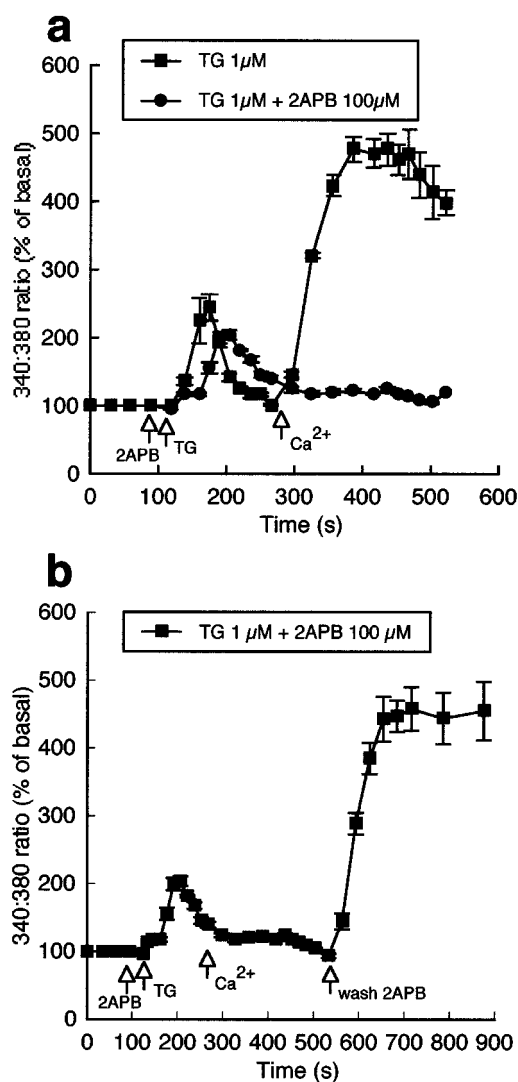 a
TG 1µM
TG 1µM + 2APB 100µM
340:380 ratio (% of basal)
600
500
400
300
200
100
0
2APB
TG
Ca2+
0 100 200 300 400 500 600
Time (s)
b
TG 1 µM + 2APB 100 µM
340:380 ratio (% of basal)
600
500
400
300
200
100
0
2APB
TG
Ca2+
wash 2APB
0 100 200 300 400 500 600 700 800 900
Time (s)